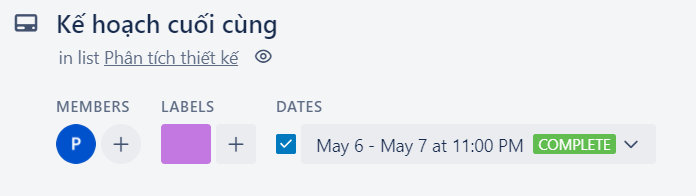 Kế hoạch cuối cùng
in list Phân tích thiết kế
MEMBERS LABELS DATES
P + + May 6 - May 7 at 11:00 PM COMPLETE